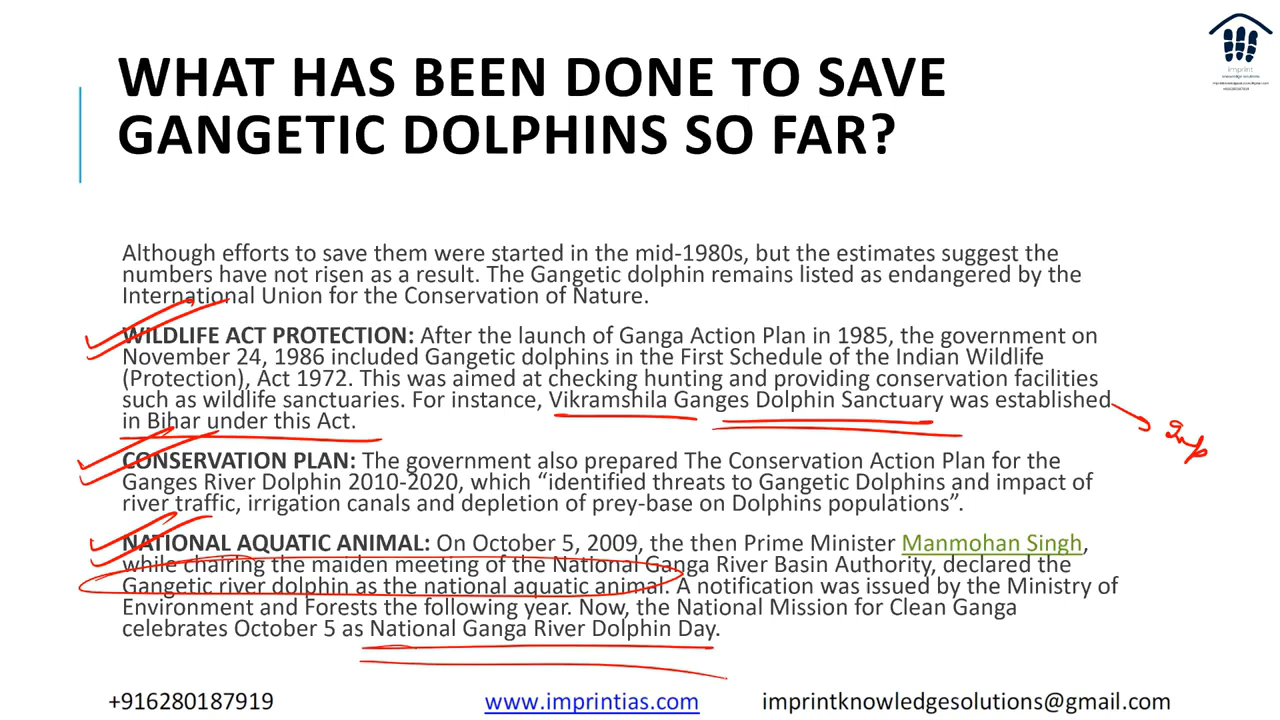 imprint
knowledge solutions
WHAT HAS BEEN DONE TO SAVE
GANGETIC DOLPHINS SO FAR?
Although efforts to save them were started in the mid-1980s, but the estimates suggest the
numbers have not risen as a result. The Gangetic dolphin remains listed as endangered by the
International Union for the Conservation of Nature.
WILDLIFE ACT PROTECTION: After the launch of Ganga Action Plan in 1985, the government on
November 24, 1986 included Gangetic dolphins in the First Schedule of the Indian Wildlife
(Protection), Act 1972. This was aimed at checking hunting and providing conservation facilities
such as wildlife sanctuaries. For instance, Vikramshila Ganges Dolphin Sanctuary was established
in Bihar under this Act.
Imp
CONSERVATION PLAN: The government also prepared The Conservation Action Plan for the
Ganges River Dolphin 2010-2020, which “identified threats to Gangetic Dolphins and impact of
river traffic, irrigation canals and depletion of prey-base on Dolphins populations”.
NATIONAL AQUATIC ANIMAL: On October 5, 2009, the then Prime Minister Manmohan Singh,
while chairing the maiden meeting of the National Ganga River Basin Authority, declared the
Gangetic river dolphin as the national aquatic animal. A notification was issued by the Ministry of
Environment and Forests the following year. Now, the National Mission for Clean Ganga
celebrates October 5 as National Ganga River Dolphin Day.
+916280187919 www.imprintias.com imprintknowledgesolutions@gmail.com